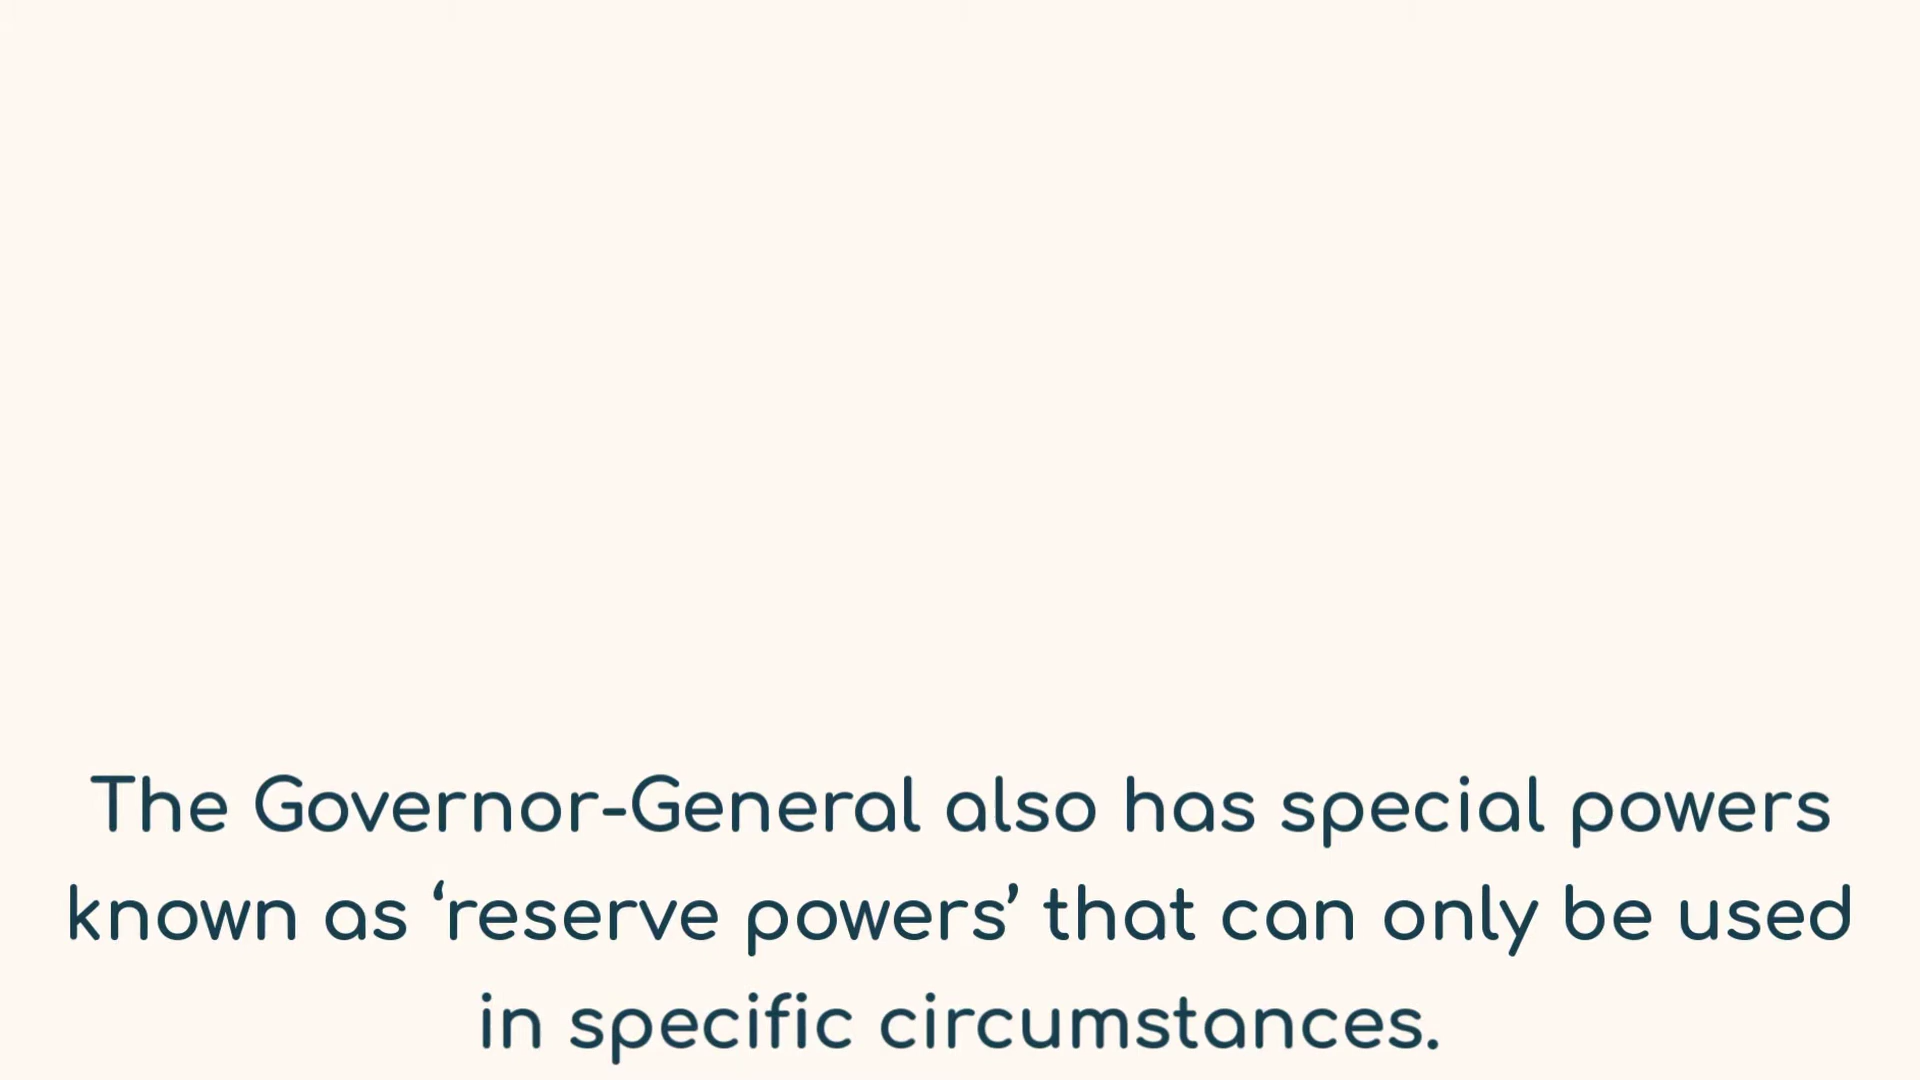 The Governor-General also has special powers
known as ‘reserve powers’ that can only be used
in specific circumstances.